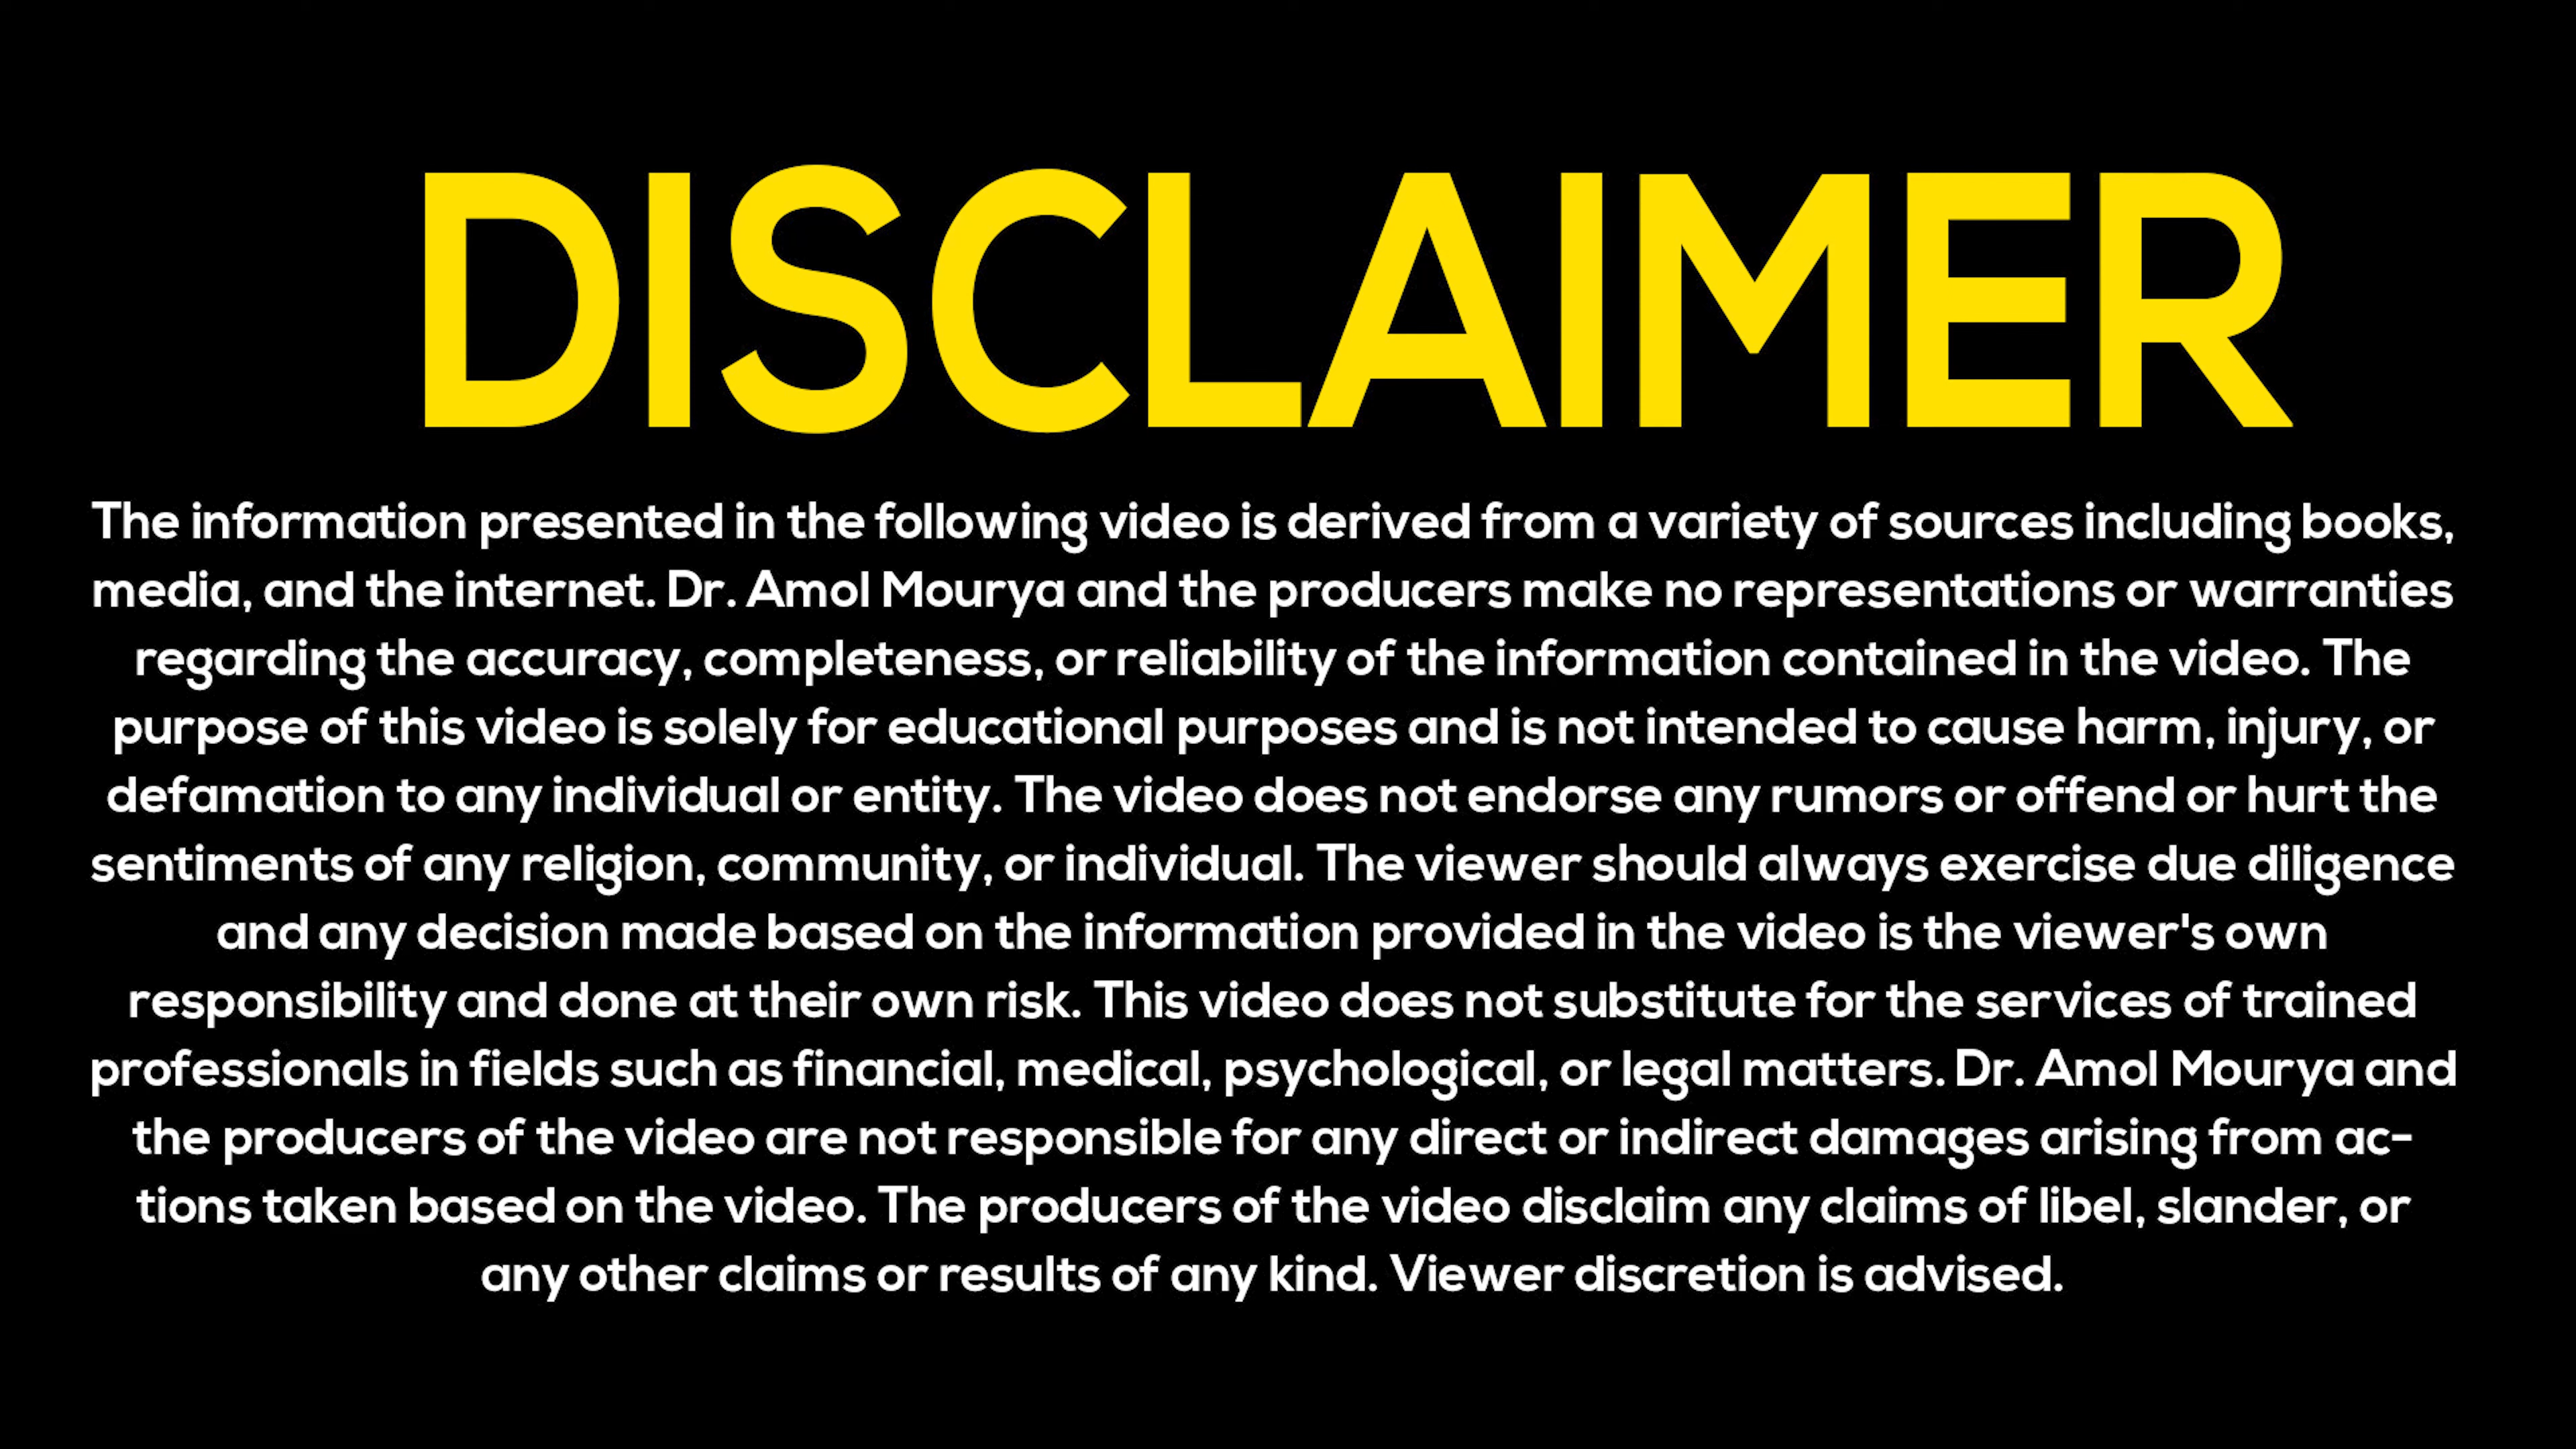 DISCLAIMER
The information presented in the following video is derived from a variety of sources including books,
media, and the internet. Dr. Amol Mourya and the producers make no representations or warranties
regarding the accuracy, completeness, or reliability of the information contained in the video. The
purpose of this video is solely for educational purposes and is not intended to cause harm, injury, or
defamation to any individual or entity. The video does not endorse any rumors or offend or hurt the
sentiments of any religion, community, or individual. The viewer should always exercise due diligence
and any decision made based on the information provided in the video is the viewer's own
responsibility and done at their own risk. This video does not substitute for the services of trained
professionals in fields such as financial, medical, psychological, or legal matters. Dr. Amol Mourya and
the producers of the video are not responsible for any direct or indirect damages arising from ac-
tions taken based on the video. The producers of the video disclaim any claims of libel, slander, or
any other claims or results of any kind. Viewer discretion is advised.